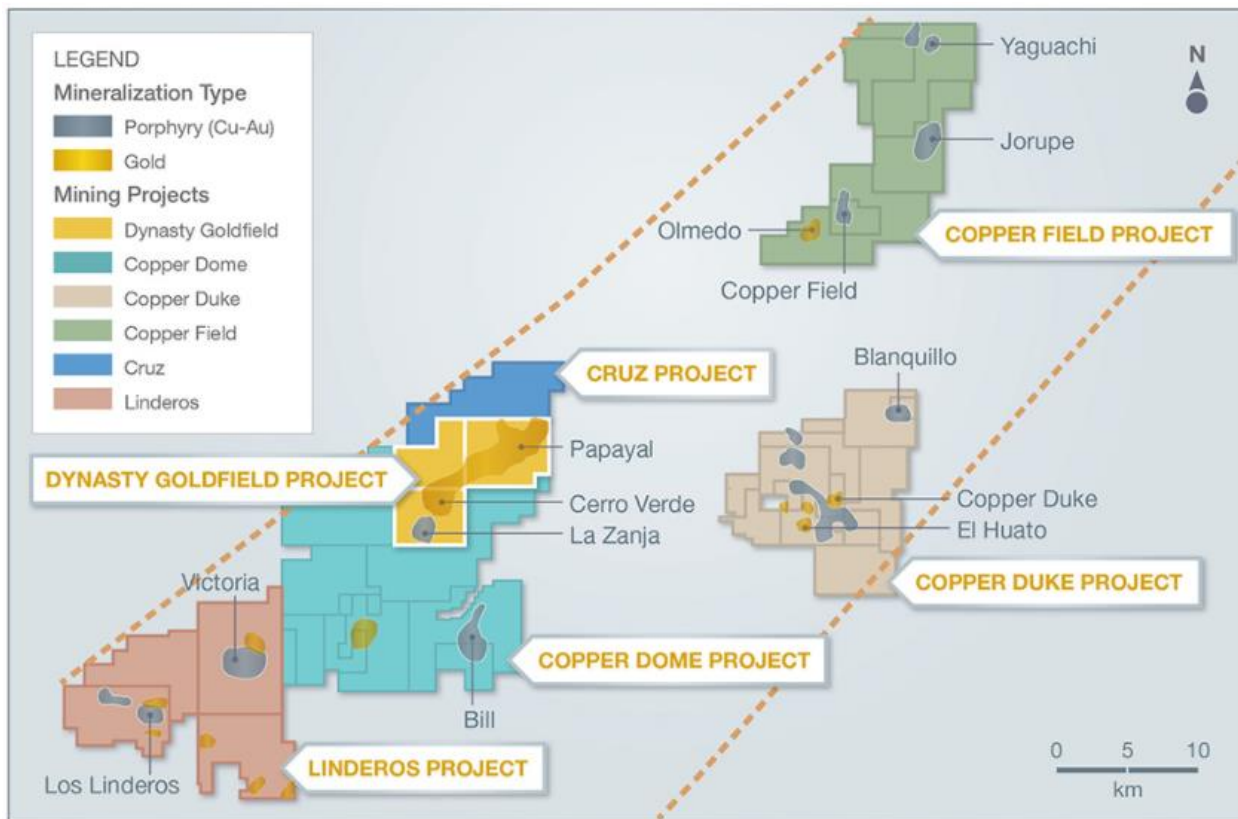 LEGEND
Mineralization Type
Porphyry (Cu-Au)
Gold
Mining Projects
Dynasty Goldfield
Copper Dome
Copper Duke
Copper Field
Cruz
Linderos
Yaguachi
N
Jorupe
Olmedo
COPPER FIELD PROJECT
Copper Field
Blanquillo
CRUZ PROJECT
Papayal
DYNASTY GOLDFIELD PROJECT
Cerro Verde
Copper Duke
La Zanja
El Huato
Victoria
COPPER DUKE PROJECT
COPPER DOME PROJECT
Bill
Los Linderos
LINDEROS PROJECT
0 5 10
km